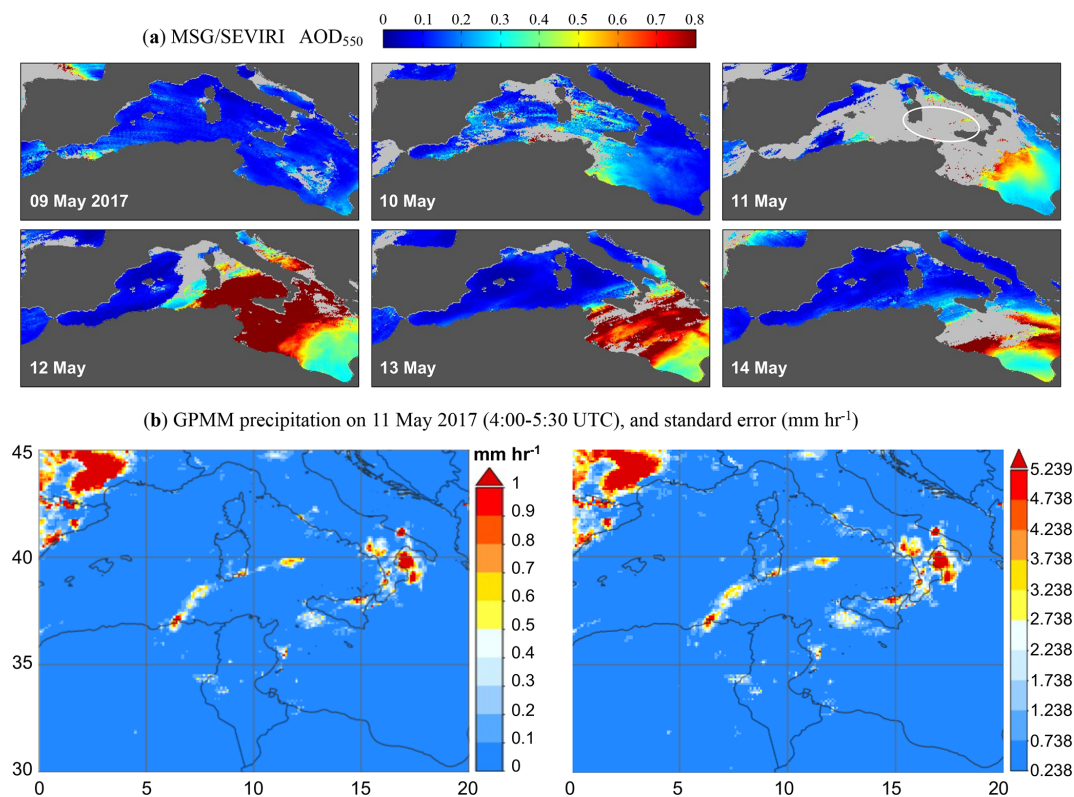 (a) MSG/SEVIRI AOD550
0 0.1 0.2 0.3 0.4 0.5 0.6 0.7 0.8
09 May 2017
10 May
11 May
12 May
13 May
14 May
(b) GPMM precipitation on 11 May 2017 (4:00-5:30 UTC), and standard error (mm hr-1)
45
40
35
30
0 5 10 15 20
mm hr-1
1
0.9
0.8
0.7
0.6
0.5
0.4
0.3
0.2
0.1
0
45
40
35
30
0 5 10 15 20
5.239
4.738
4.238
3.738
3.238
2.738
2.238
1.738
1.238
0.738
0.238